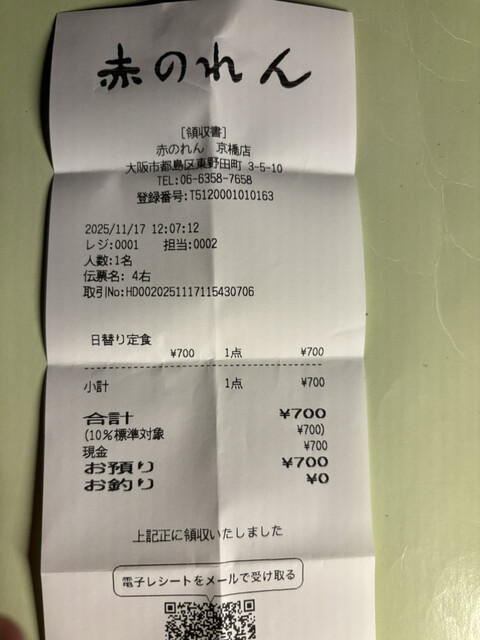 赤のれん
[領収書]
赤のれん 京橋店
大阪市都島区東野田町 3-5-10
TEL:06-6358-7658
登録番号:T5120001010163
2025/11/17 12:07:12
レジ:0001 担当:0002
人数:1名
伝票名: 4右
取引No:HD0020251117115430706
日替り定食
¥700 1点 ¥700
小計 1点 ¥700
合計 ¥700
(10%標準対象 ¥700)
現金 ¥700
お預り ¥700
お釣り ¥0
上記正に領収いたしました
電子レシートをメールで受け取る